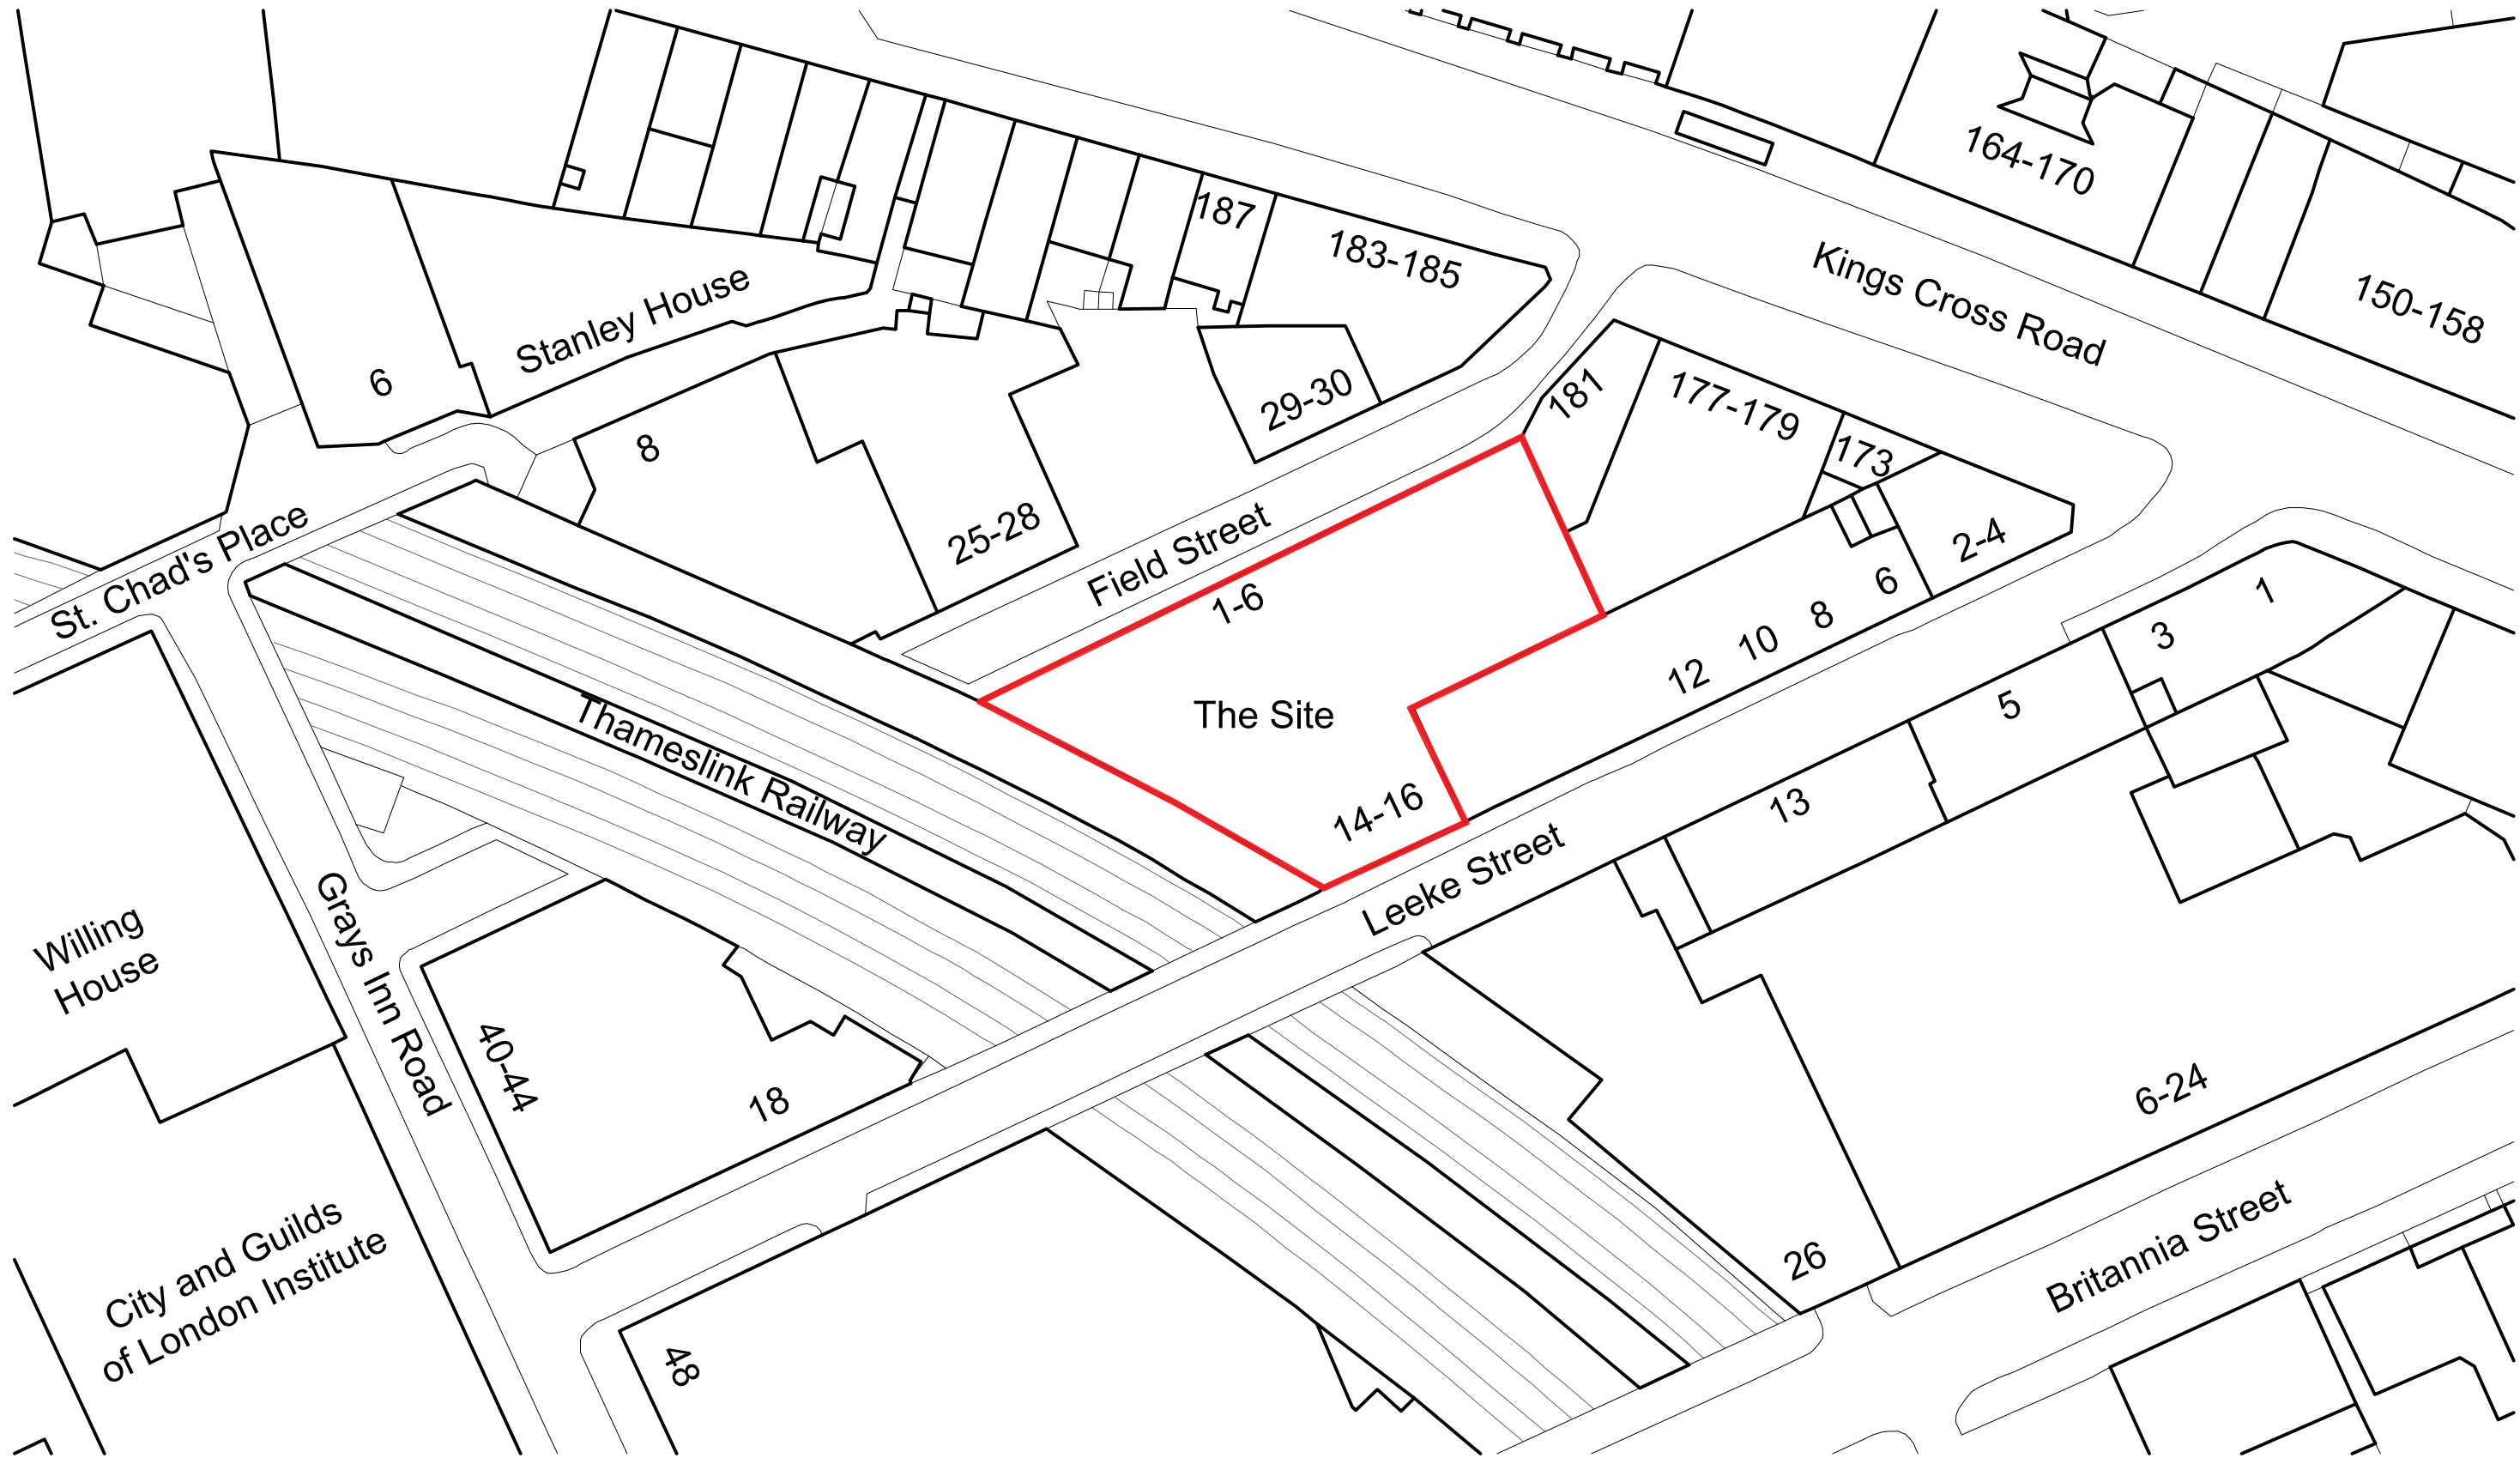 164-170
187
183-185
Kings Cross Road
150-158
Stanley House
6
8
29-30
181
177-179
173
25-28
Field Street
1-6
2-4
6
8
10
12
1
3
5
13
St. Chad's Place
The Site
14-16
Thameslink Railway
Leeke Street
Grays Inn Road
Willing
House
40-44
18
6-24
City and Guilds
of London Institute
26
Britannia Street
48